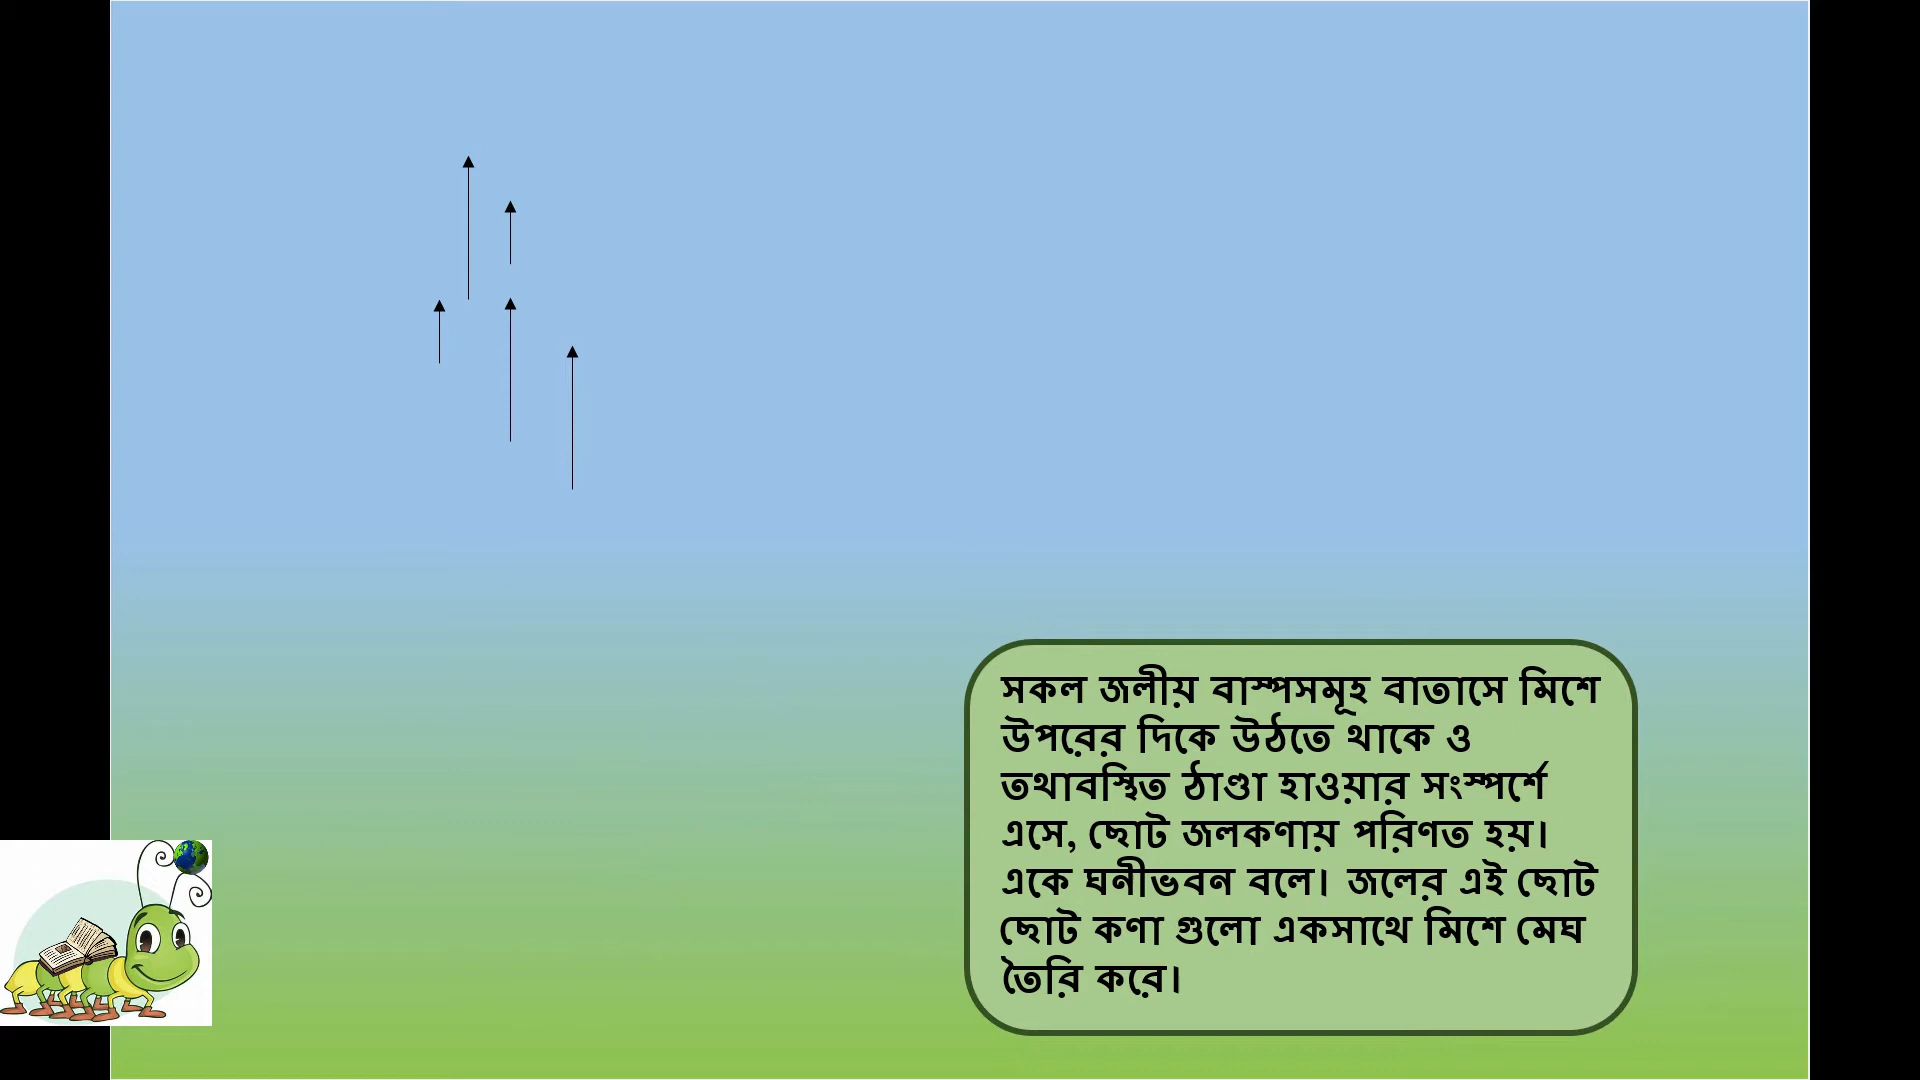 সকল জলীয় বাস্পসমূহ বাতাসে মিশে
উপরের দিকে উঠতে থাকে ও
তথাবস্থিত ঠাণ্ডা হাওয়ার সংস্পর্শে
এসে, ছোট জলকণায় পরিণত হয়।
একে ঘনীভবন বলে। জলের এই ছোট
ছোট কণা গুলো একসাথে মিশে মেঘ
তৈরি করে।